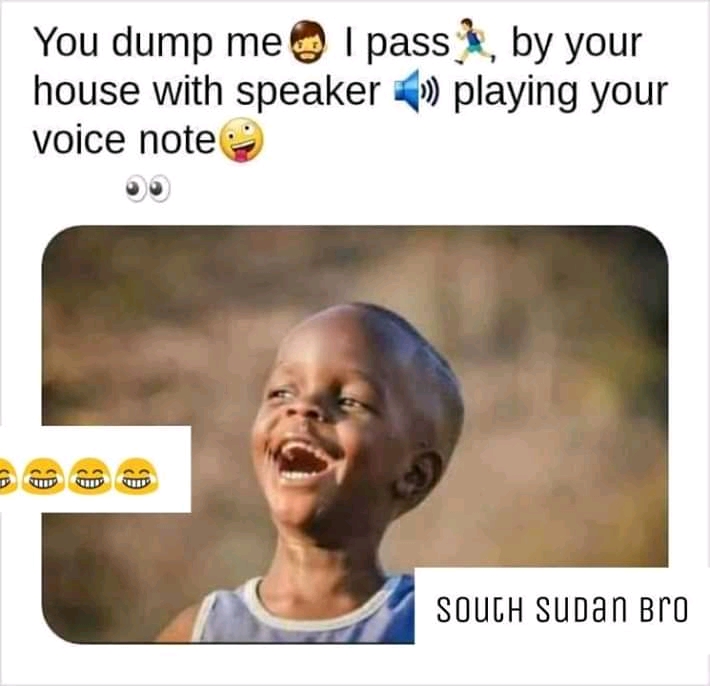 You dump me🧔 I pass🏃‍♂️, by your
house with speaker 🔊 playing your
voice note🤪
👀
😂😂😂😂
SOUTH SUDAN BRO